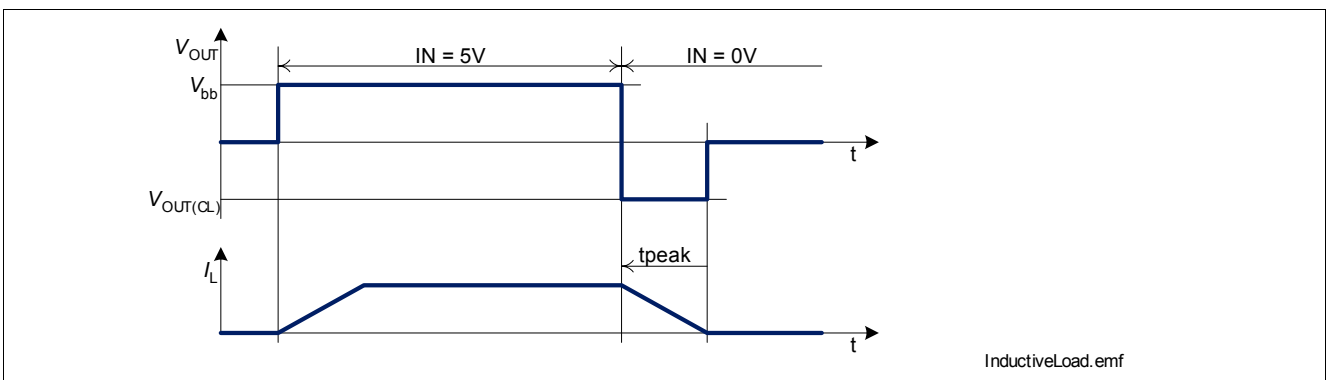 VOUT
IN = 5V
IN = 0V
Vbb
t
VOUT(CL)
tpeak
IL
t
InductiveLoad.emf